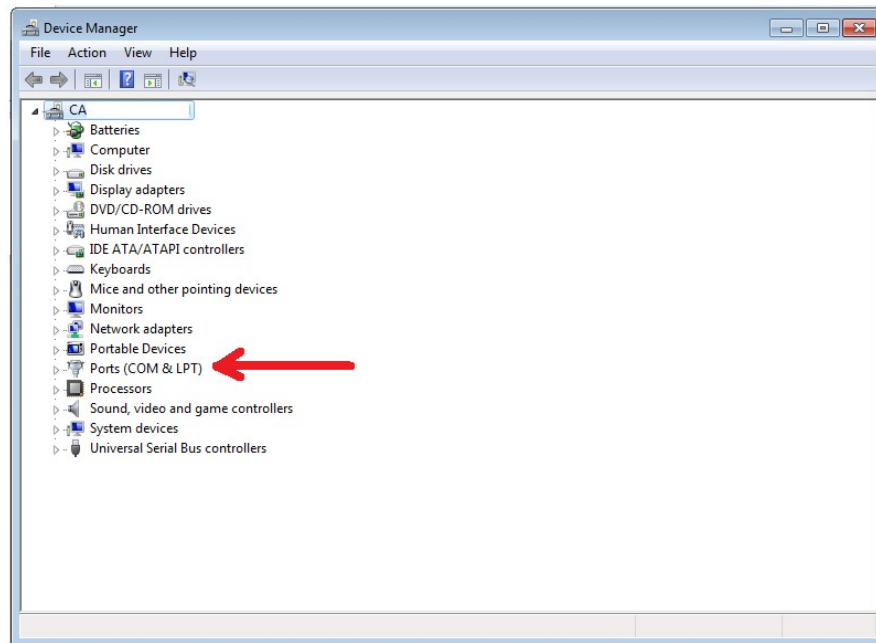 Device Manager
File Action View Help
CA
Batteries
Computer
Disk drives
Display adapters
DVD/CD-ROM drives
Human Interface Devices
IDE ATA/ATAPI controllers
Keyboards
Mice and other pointing devices
Monitors
Network adapters
Portable Devices
Ports (COM & LPT)
Processors
Sound, video and game controllers
System devices
Universal Serial Bus controllers